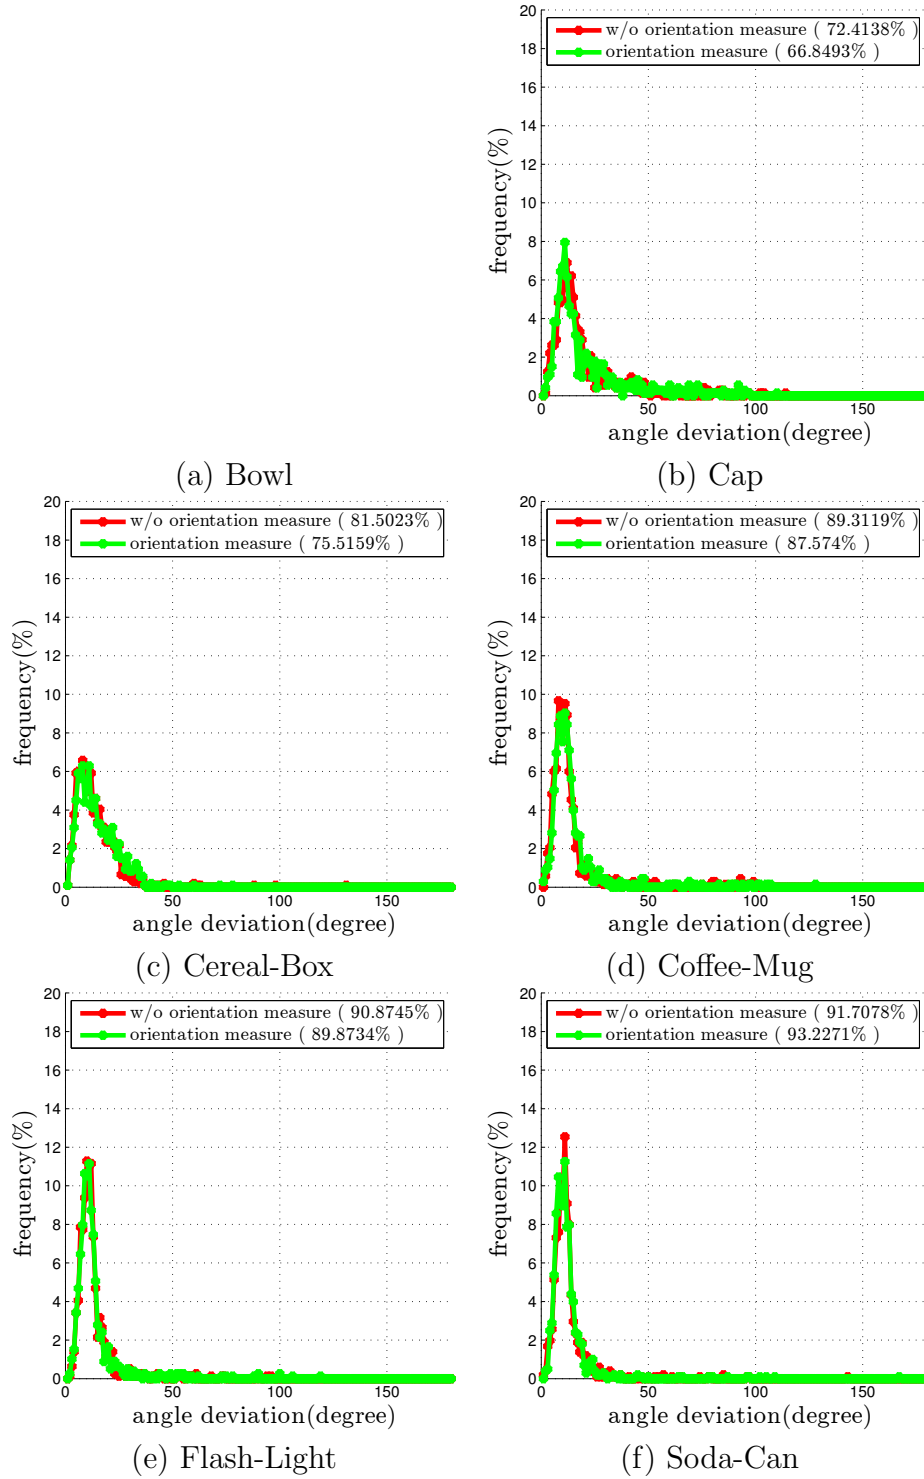 20
18
16
14
12
10
8
6
4
2
0
0 50 100 150
frequency(%)
angle deviation(degree)
w/o orientation measure ( 72.4138% )
orientation measure ( 66.8493%
(a) Bowl
(b) Cap
20
18
16
14
12
10
8
6
4
2
0
0 50 100 150
frequency(%)
angle deviation(degree)
w/o orientation measure ( 81.5023% )
orientation measure ( 75.5159% )
(c) Cereal-Box
20
18
16
14
12
10
8
6
4
2
0
0 50 100 150
frequency(%)
angle deviation(degree)
w/o orientation measure ( 89.3119% )
orientation measure ( 87.574% )
(d) Coffee-Mug
20
18
16
14
12
10
8
6
4
2
0
0 50 100 150
frequency(%)
angle deviation(degree)
w/o orientation measure ( 90.8745% )
orientation measure ( 89.8734% )
(e) Flash-Light
20
18
16
14
12
10
8
6
4
2
0
0 50 100 150
frequency(%)
angle deviation(degree)
w/o orientation measure ( 91.7078% )
orientation measure ( 93.2271% )
(f) Soda-Can